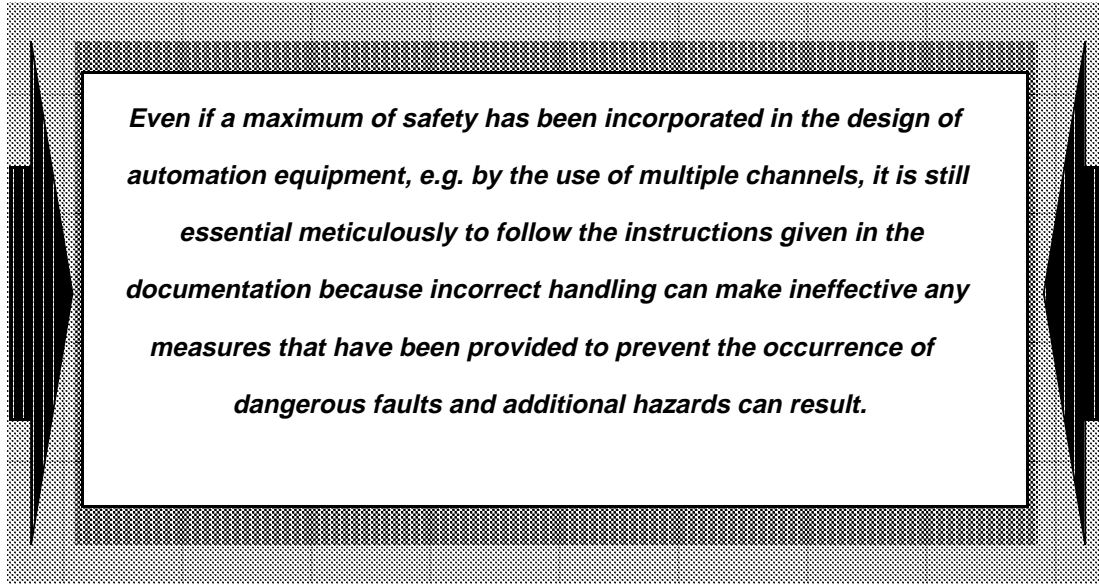 Even if a maximum of safety has been incorporated in the design of
automation equipment, e.g. by the use of multiple channels, it is still
essential meticulously to follow the instructions given in the
documentation because incorrect handling can make ineffective any
measures that have been provided to prevent the occurrence of
dangerous faults and additional hazards can result.